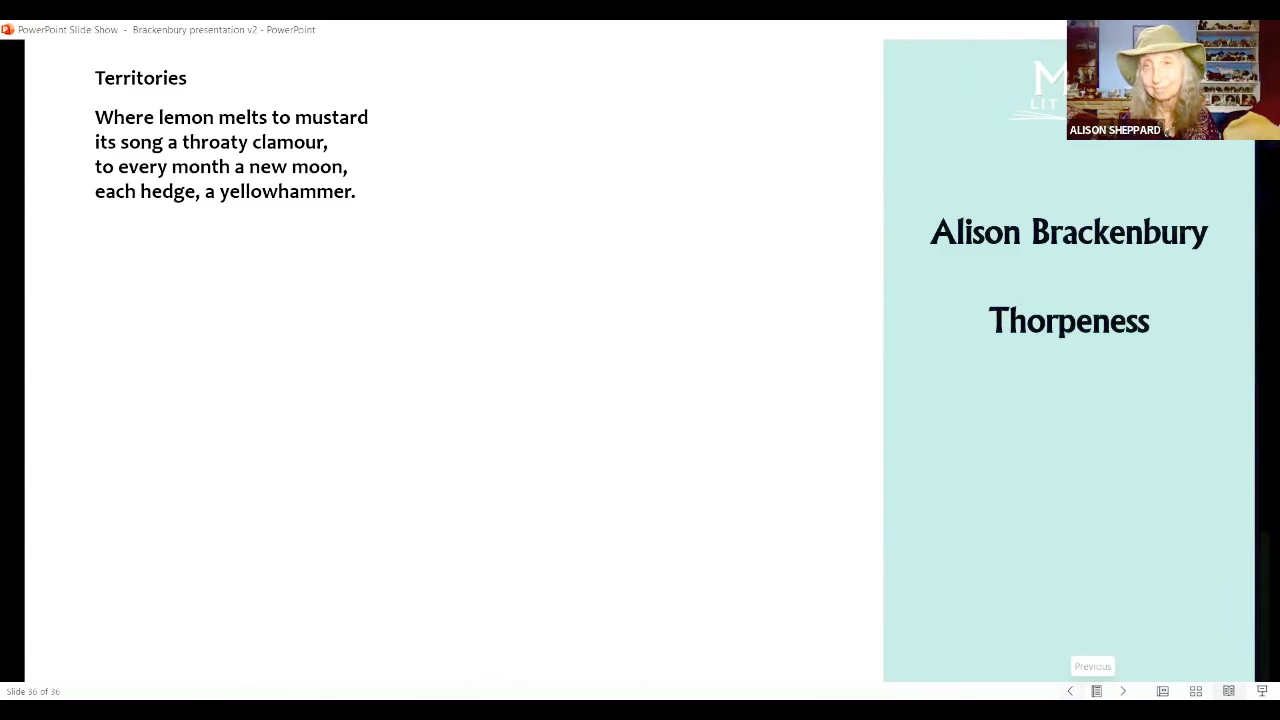 PowerPoint Slide Show - Brackenbury presentation v2 - PowerPoint
Territories
Where lemon melts to mustard
its song a throaty clamour,
to every month a new moon,
each hedge, a yellowhammer.
M
LIT
ALISON SHEPPARD
Alison Brackenbury
Thorpeness
Previous
Slide 36 of 36